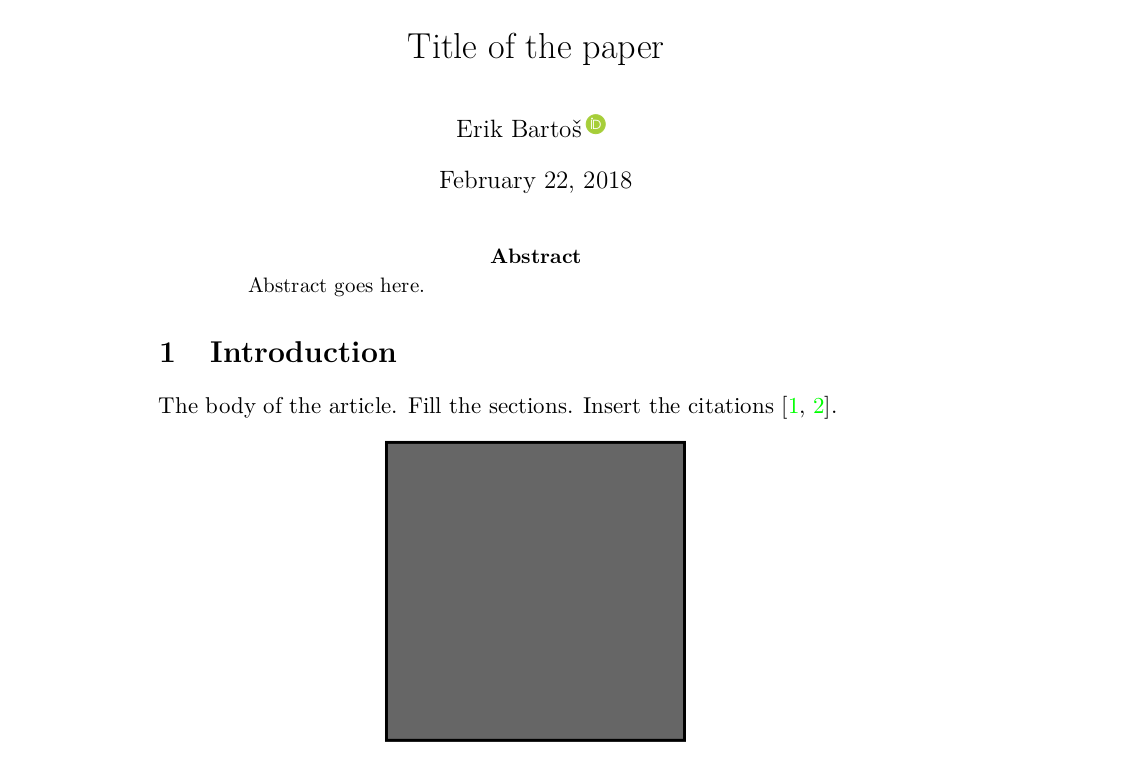 Title of the paper
Erik Bartoš iD
February 22, 2018
Abstract
Abstract goes here.
1 Introduction
The body of the article. Fill the sections. Insert the citations [1, 2].